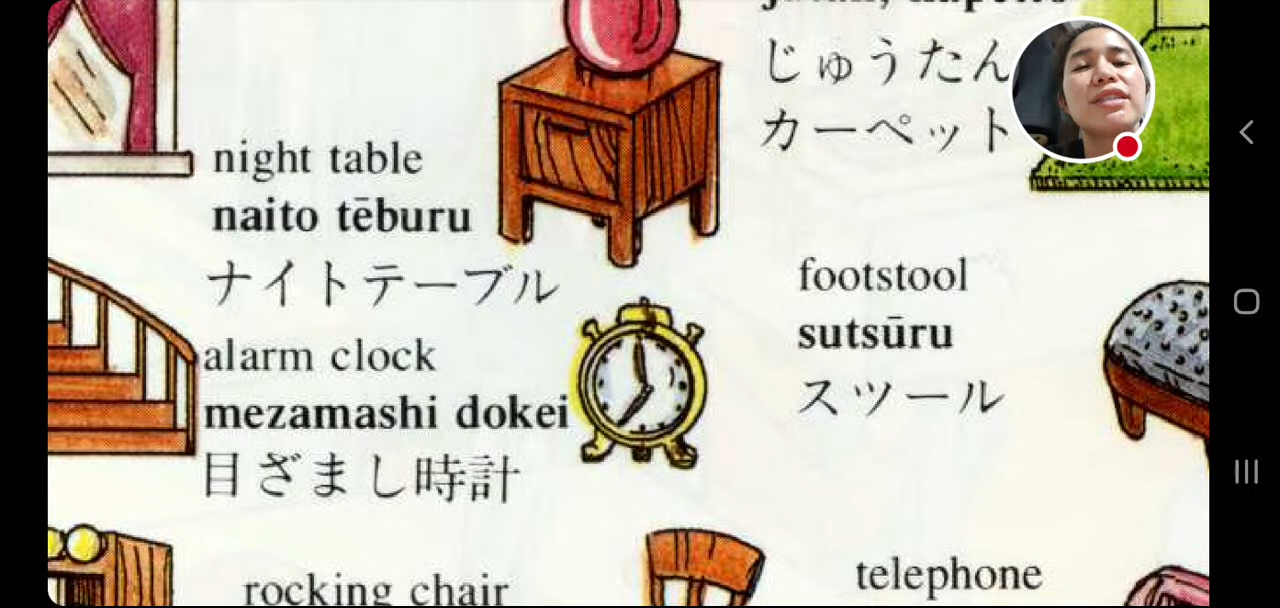 じゅうたん
カーペット
night table
naito tēburu
ナイトテーブル
footstool
sutsūru
スツール
alarm clock
mezamashi dokei
目ざまし時計
rocking chair
telephone